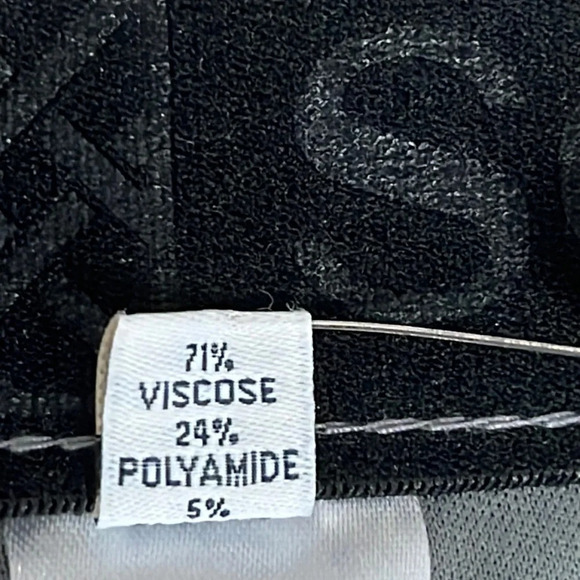 S
71%
VISCOSE
24%
POLYAMIDE
5%